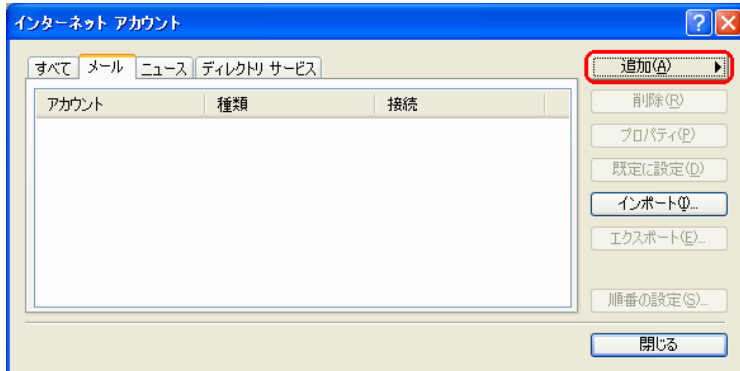 インターネット アカウント
すべて メール ニュース ディレクトリ サービス
アカウント 種類 接続
追加(A)
削除(R)
プロパティ(P)
既定に設定(D)
インポート(I)...
エクスポート(E)...
順番の設定(S)...
閉じる